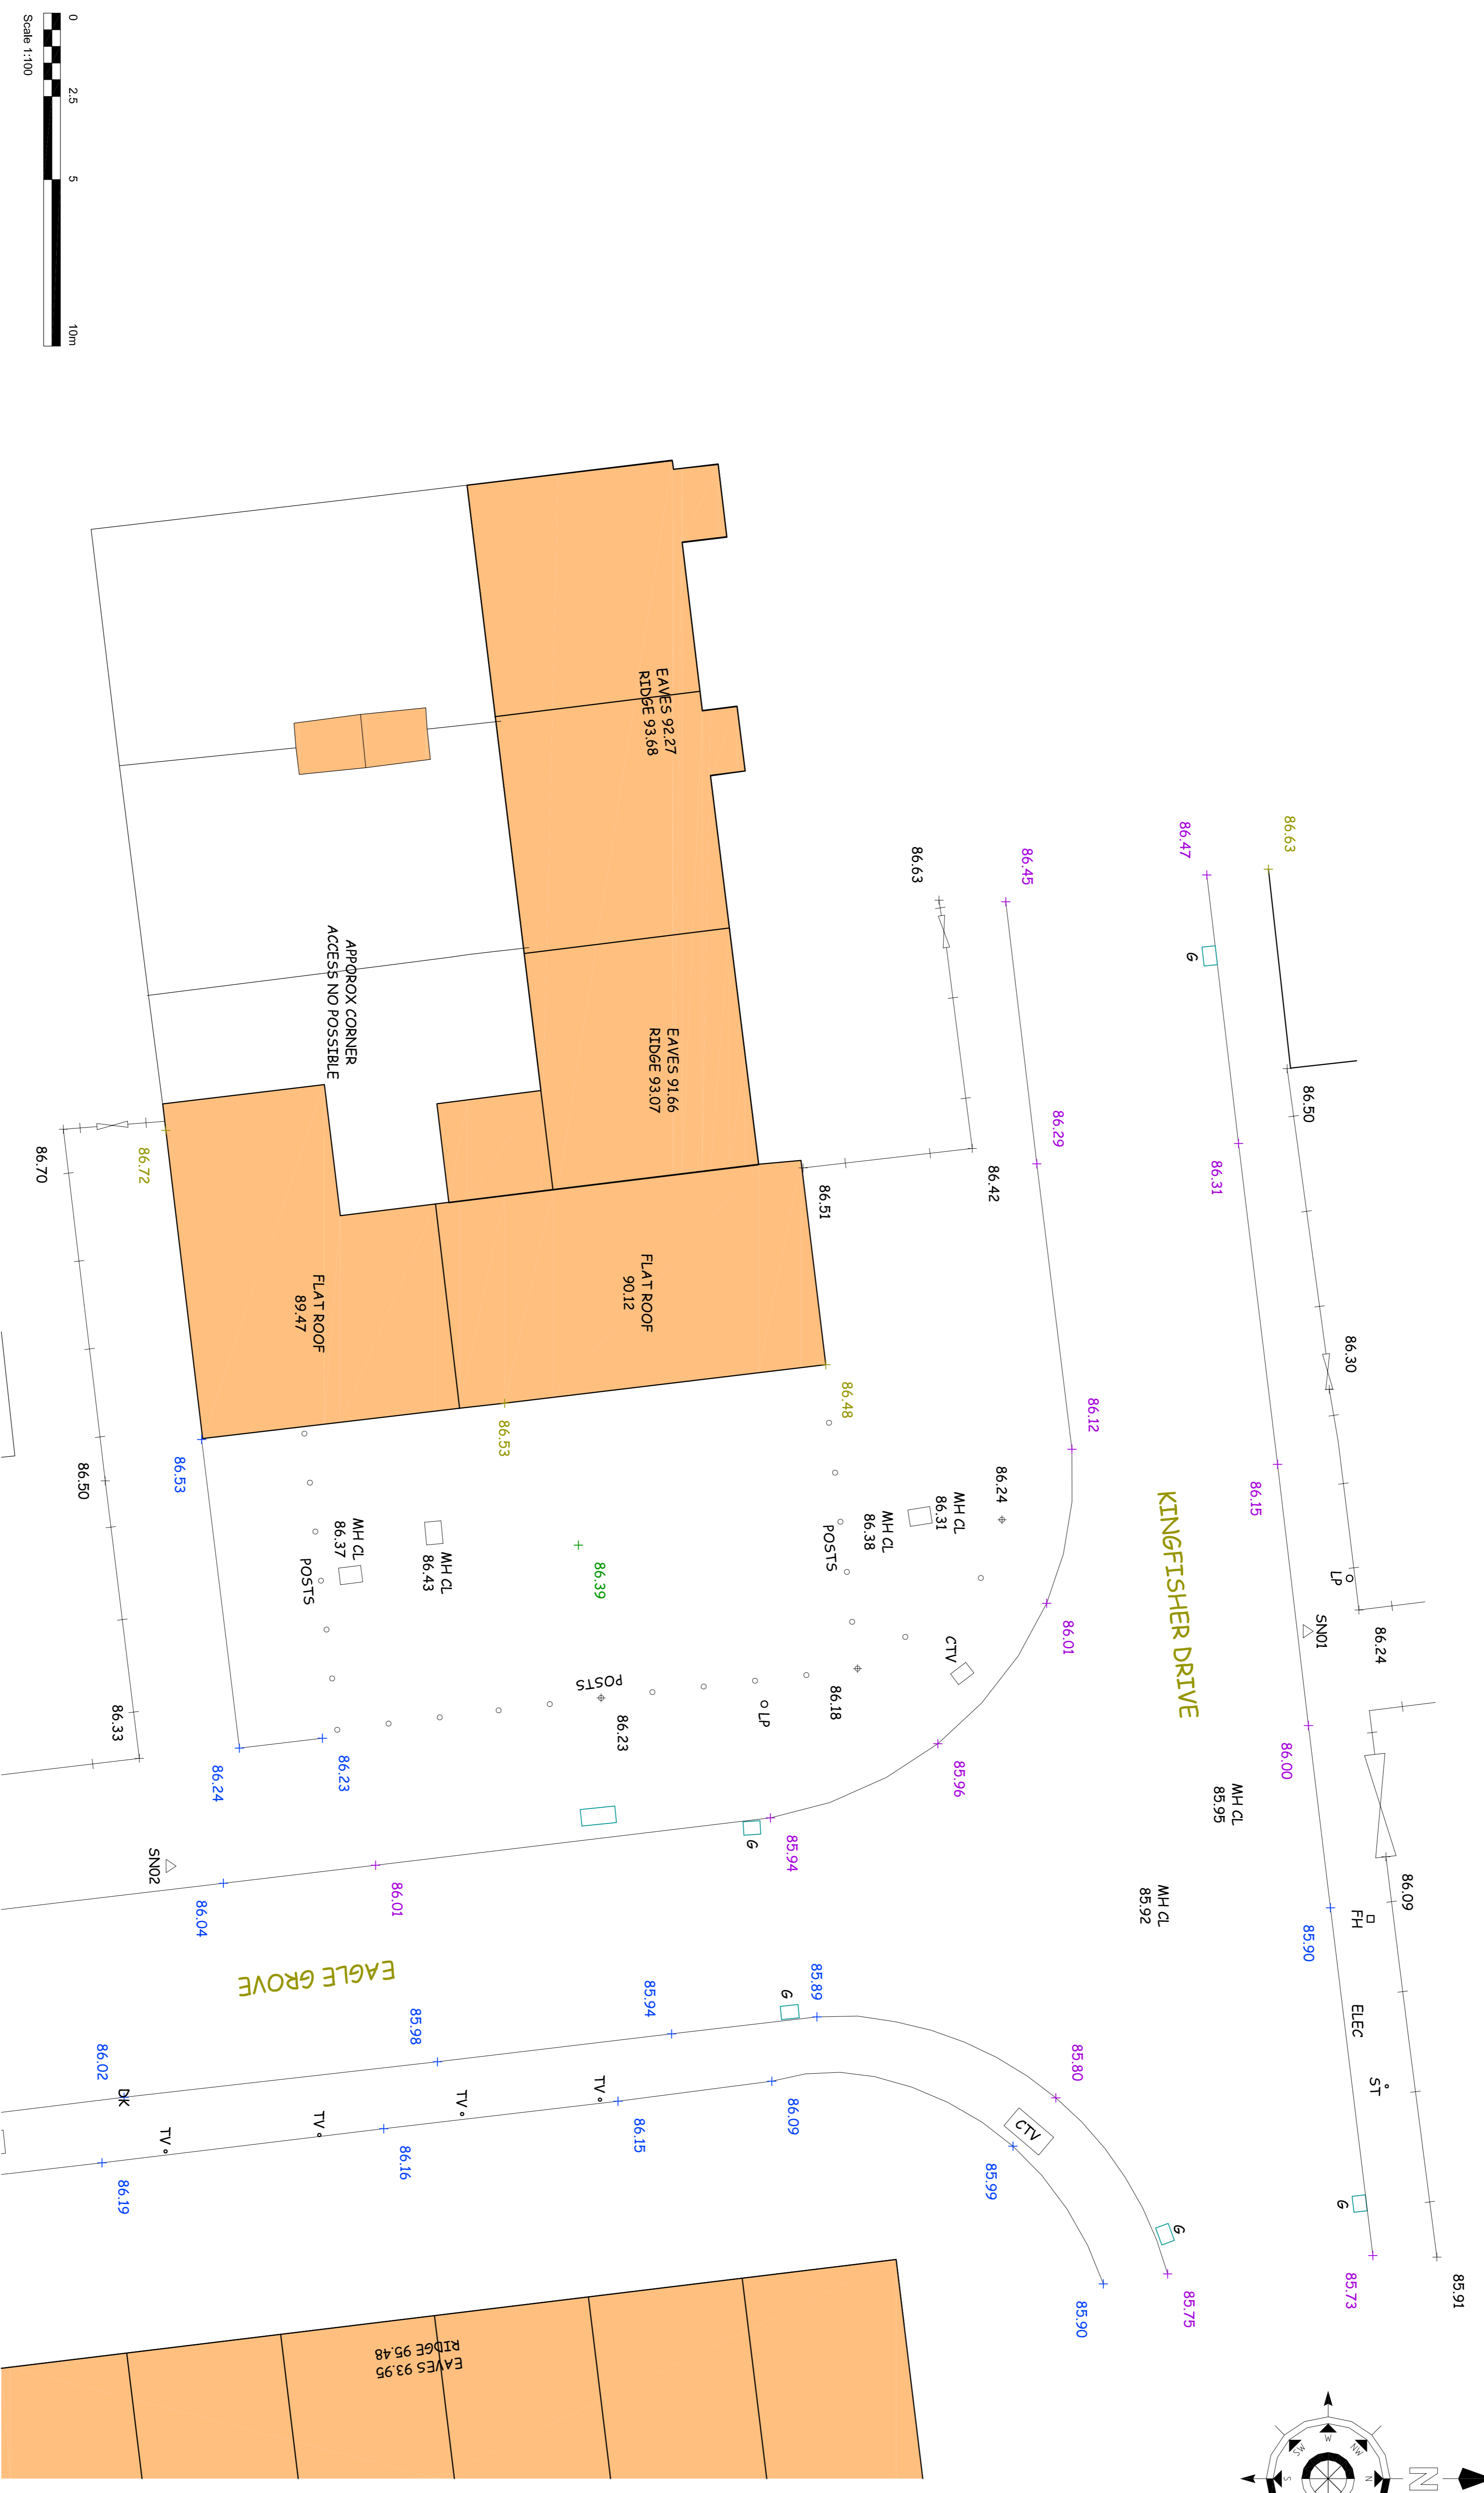 0
2.5
5
10m
Scale 1:100
EAVES 92.27
RIDGE 93.68
86.63
86.47
86.45
86.63
G
APPOROX CORNER
ACCESS NO POSSIBLE
EAVES 91.66
RIDGE 93.07
86.50
86.29
86.31
86.42
86.51
86.72
86.70
FLAT ROOF
90.12
FLAT ROOF
89.47
86.30
86.12
86.48
86.53
86.53
86.50
86.15
86.24
MH CL
86.31
MH CL
86.38
MH CL
86.43
MH CL
86.37
POSTS
POSTS
POSTS
86.39
KINGFISHER DRIVE
LP
SN01
86.24
86.01
CTV
86.18
LP
86.23
86.23
86.24
86.33
86.00
85.96
MH CL
85.95
MH CL
85.92
85.94
G
SN02
86.01
86.04
86.09
FH
85.90
ELEC
ST
EAGLE GROVE
85.89
G
85.94
85.98
86.02
DK
TV
TV
TV
TV
85.80
CTV
86.09
86.15
86.16
86.19
85.99
G
G
85.91
85.73
85.75
85.90
EAVES 93.95
RIDGE 95.48
W
SW
NW
S
N
N